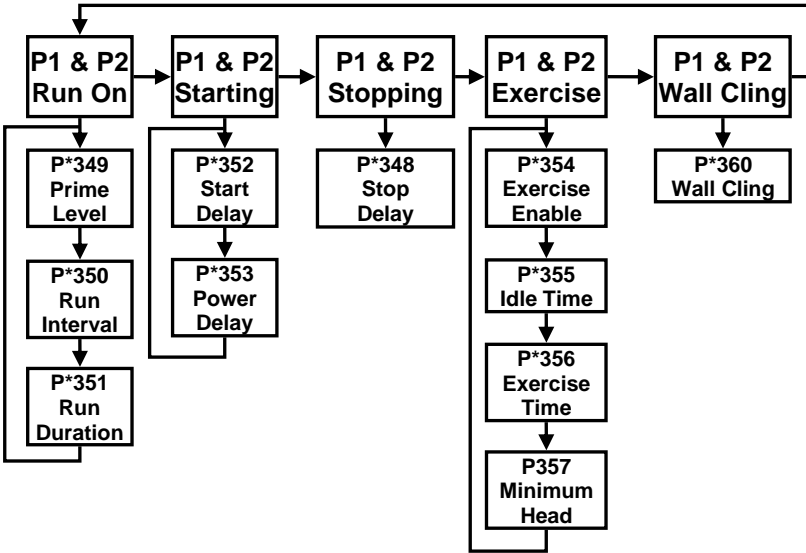 P1 & P2
Run On
P1 & P2
Starting
P1 & P2
Stopping
P1 & P2
Exercise
P1 & P2
Wall Cling
P*349
Prime
Level
P*350
Run
Interval
P*351
Run
Duration
P*352
Start
Delay
P*353
Power
Delay
P*348
Stop
Delay
P*354
Exercise
Enable
P*355
Idle Time
P*356
Exercise
Time
P357
Minimum
Head
P*360
Wall Cling